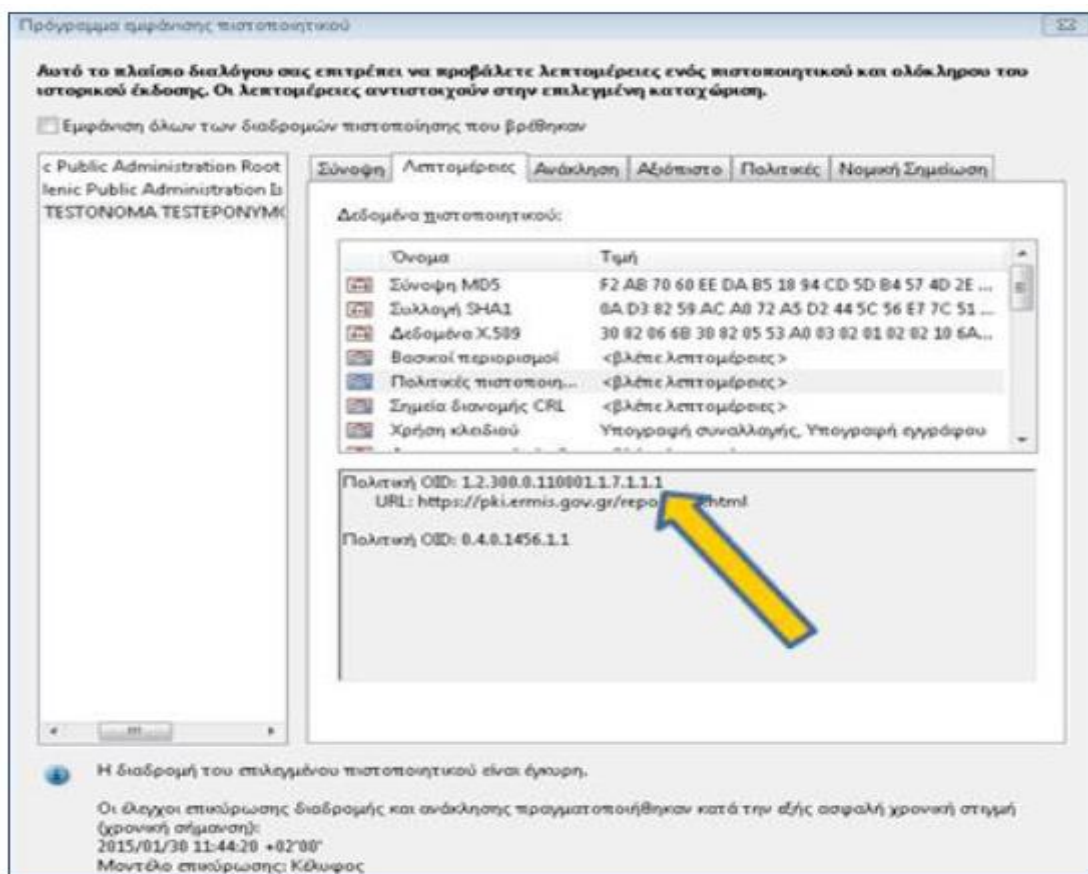 Πρόγραμμα εμφάνισης πιστοποιητικού
Αυτό το πλαίσιο διαλόγου σας επιτρέπει να προβάλετε λεπτομέρειες ενός πιστοποιητικού και ολόκληρου του
ιστορικού έκδοσης. Οι λεπτομέρειες αντιστοιχούν στην επιλεγμένη καταχώριση.
Εμφάνιση όλων των διαδρομών πιστοποίησης που βρέθηκαν
c Public Administration Root
lenic Public Administration Is
TESTONOMA TESTEPONYMO
Σύνοψη Λεπτομέρειες Ανάκληση Αξιόπιστο Πολιτικές Νομική Σημείωση
Δεδομένα πιστοποιητικού:
Όνομα Τιμή
Σύνοψη MD5 F2 AB 70 60 EE DA B5 18 94 CD 5D B4 57 4D 2E ...
Συλλογή SHA1 0A D3 82 59 AC A0 72 A5 D2 44 5C 56 E7 7C 51 ...
Δεδομένα X.509 30 82 06 6B 30 82 05 53 A0 03 02 01 02 02 10 6A...
Βασικοί περιορισμοί <βλέπε λεπτομέρειες>
Πολιτικές πιστοποιη... <βλέπε λεπτομέρειες>
Σημεία διανομής CRL <βλέπε λεπτομέρειες>
Χρήση κλειδιού Υπογραφή συναλλαγής, Υπογραφή εγγράφου
Πολιτική OID: 1.2.300.0.110001.1.7.1.1.1
URL: https://pki.ermis.gov.gr/repo html
Πολιτική OID: 0.4.0.1456.1.1
Η διαδρομή του επιλεγμένου πιστοποιητικού είναι έγκυρη.
Οι έλεγχοι επικύρωσης διαδρομής και ανάκλησης πραγματοποιήθηκαν κατά την εξής ασφαλή χρονική στιγμή
(χρονική σήμανση):
2015/01/30 11:44:20 +02'00'
Μοντέλο επικύρωσης: Κέλυφος